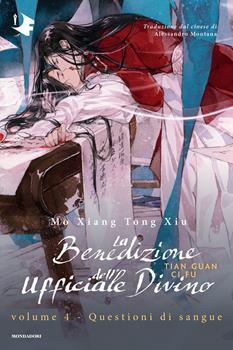 Traduzione dal cinese di
Alessandro Montana
Mo Xiang Tong Xiu
La
Benedizione
TIAN GUAN
CI FU
dell'
Ufficiale Divino
volume 4 - Questioni di sangue
MONDADORI